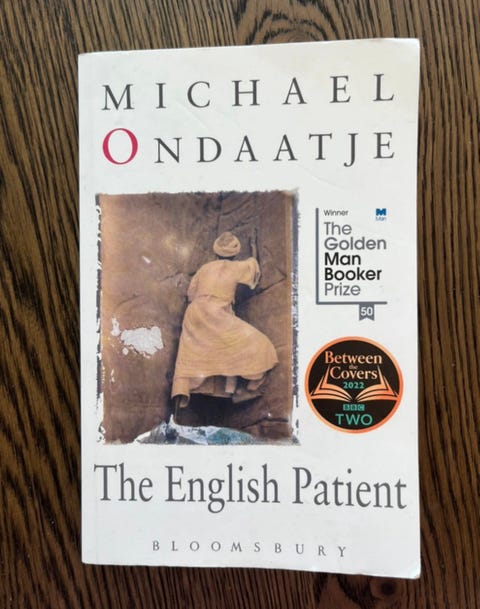 MICHAEL
ONDAATJE
Winner
Man
The
Golden
Man
Booker
Prize
50
Between
the
Covers
2022
BBC
TWO
The English Patient
BLOOMSBURY